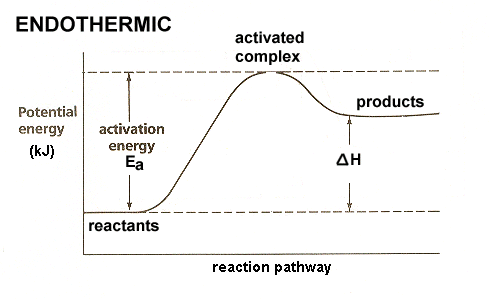 ENDOTHERMIC
activated
complex
products
Potential
energy
(kJ)
activation
energy
Ea
ΔH
reactants
reaction pathway